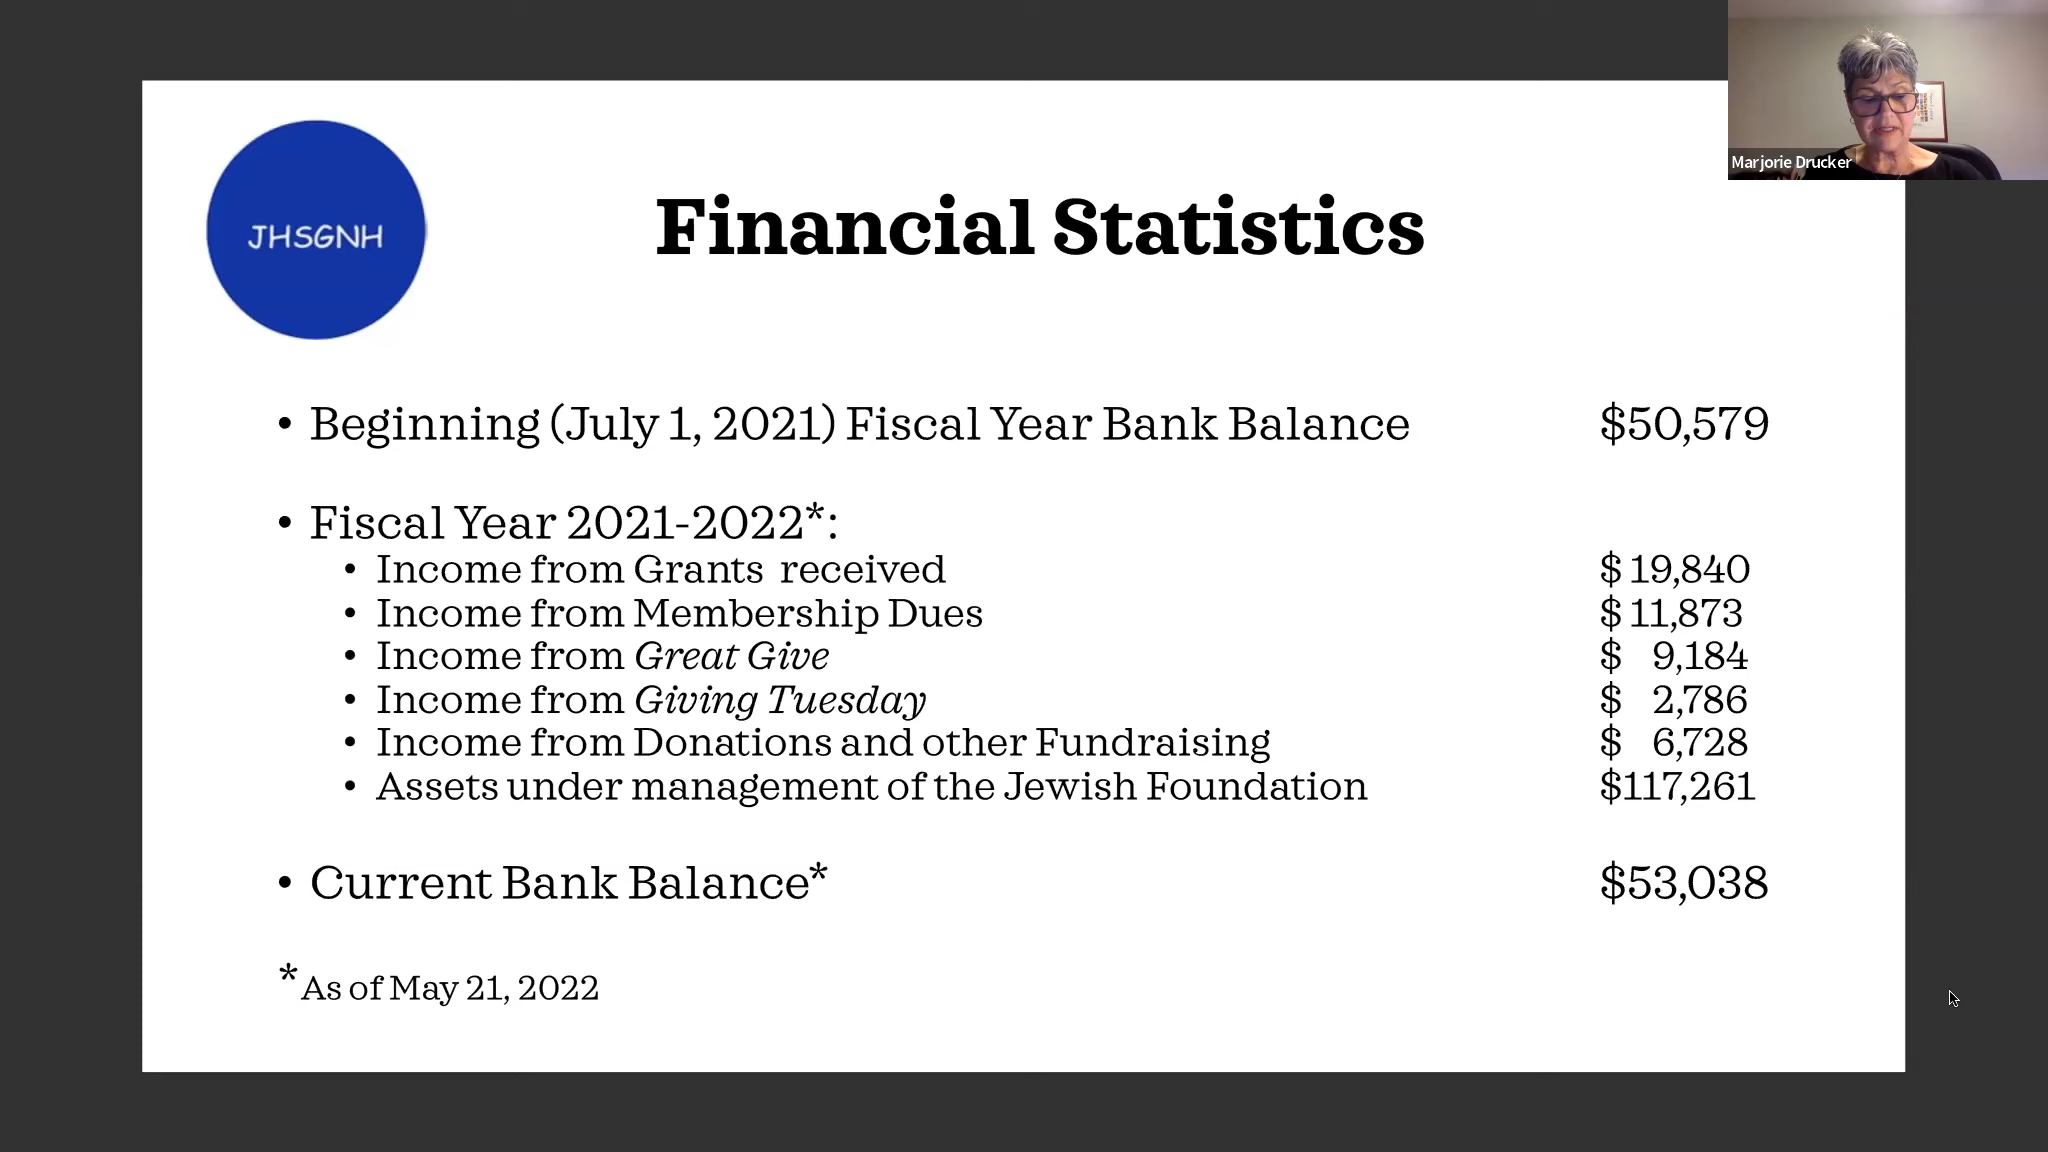 Marjorie Drucker
JHSGNH
Financial Statistics
• Beginning (July 1, 2021) Fiscal Year Bank Balance $50,579
• Fiscal Year 2021-2022*:
• Income from Grants received $ 19,840
• Income from Membership Dues $ 11,873
• Income from Great Give $ 9,184
• Income from Giving Tuesday $ 2,786
• Income from Donations and other Fundraising $ 6,728
• Assets under management of the Jewish Foundation $117,261
• Current Bank Balance* $53,038
*As of May 21, 2022